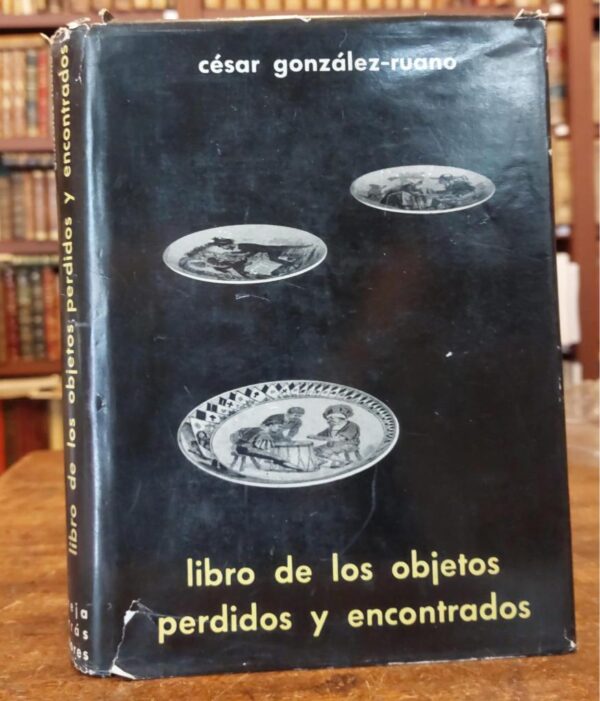 césar gonzález-ruano
libro de los objetos
perdidos y encontrados
libro de los objetos perdidos y encontrados